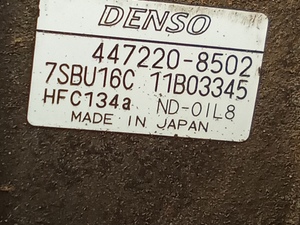 DENSO
447220-8502
7SBU16C 11B03345
HFC134a ND-OIL8
MADE IN JAPAN